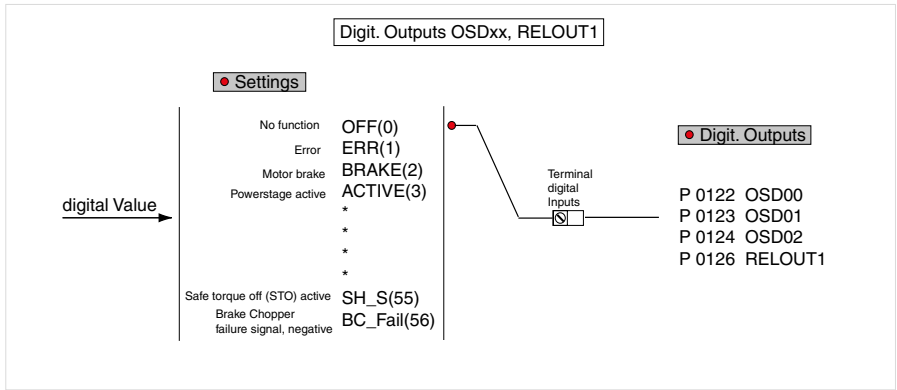 Digit. Outputs OSDxx, RELOUT1
Settings
No function OFF(0)
Error ERR(1)
Motor brake BRAKE(2)
Powerstage active ACTIVE(3)
*
*
*
*
Safe torque off (STO) active SH_S(55)
Brake Chopper
failure signal, negative BC_Fail(56)
digital Value
Terminal
digital
Inputs
Digit. Outputs
P 0122 OSD00
P 0123 OSD01
P 0124 OSD02
P 0126 RELOUT1